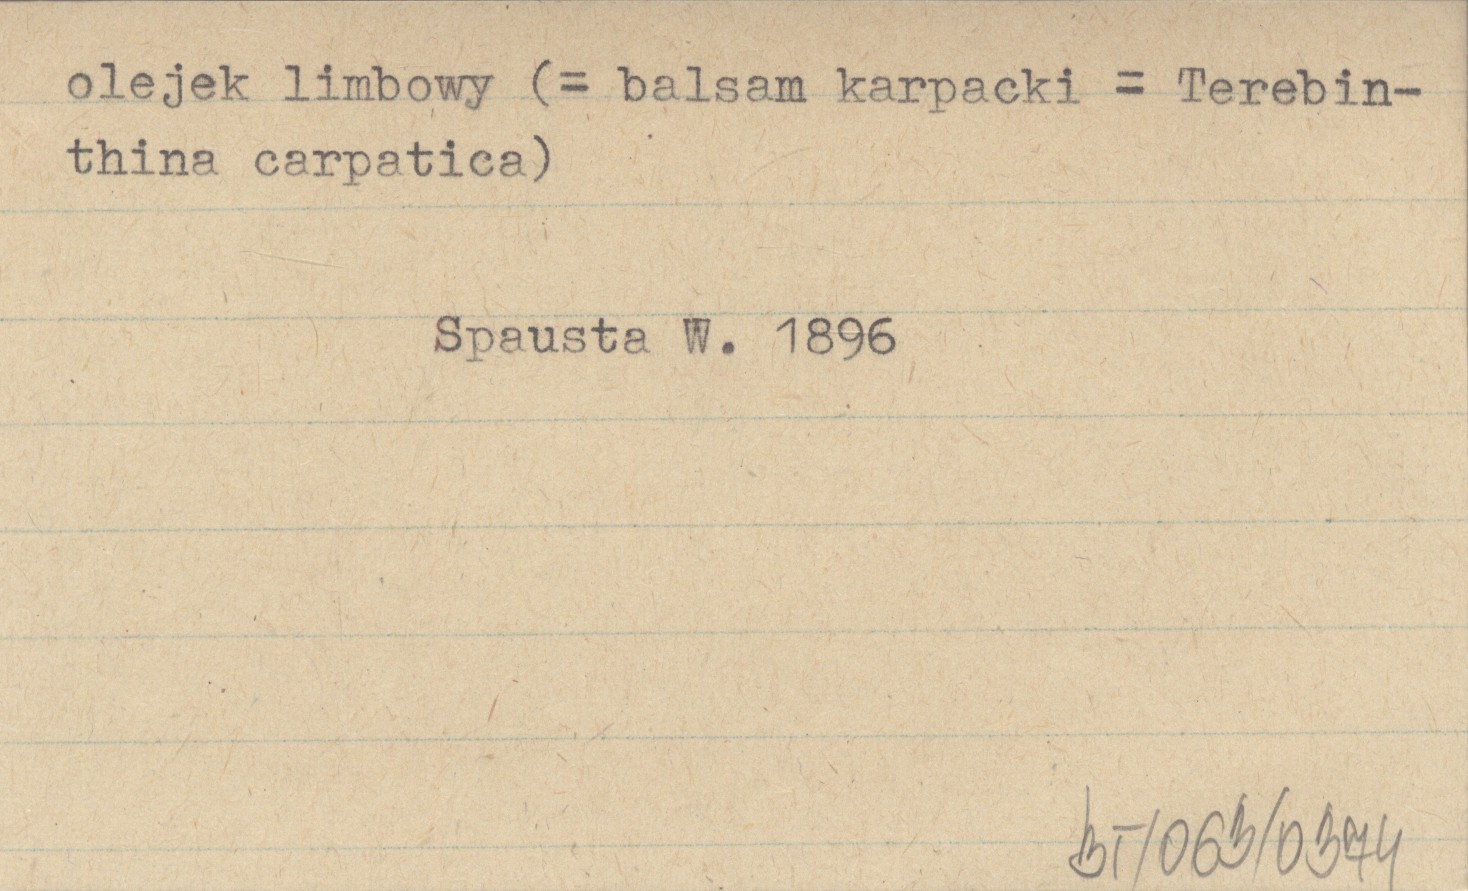 olejek limbowy (= balsam karpacki = Terebin-
thina carpatica)
Spausta W. 1896
BT/063/0374